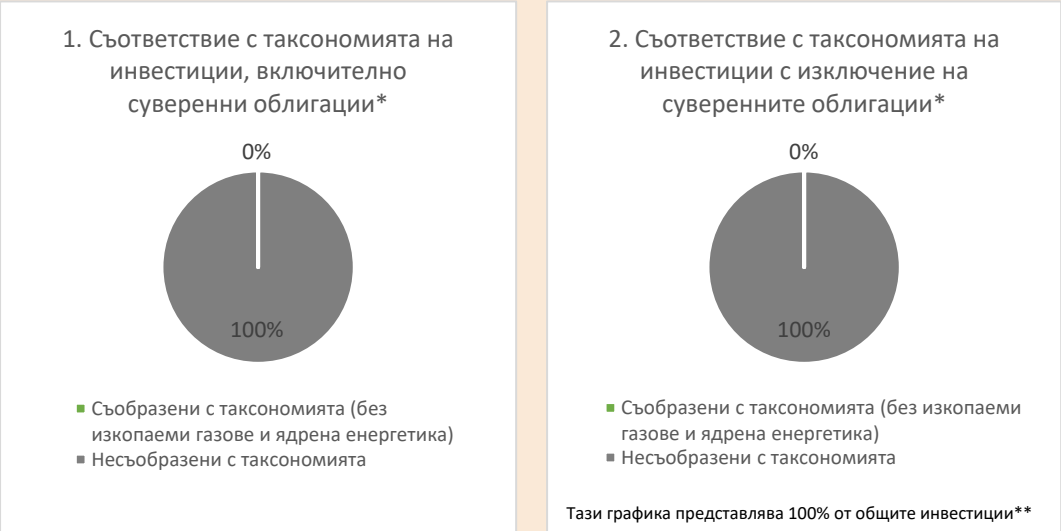 1. Съответствие с таксономията на
инвестиции, включително
суверенни облигации*
0%
100%
Съобразени с таксономията (без
изкопаеми газове и ядрена енергетика)
Несъобразени с таксономията
2. Съответствие с таксономията на
инвестиции с изключение на
суверенните облигации*
0%
100%
Съобразени с таксономията (без изкопаеми
газове и ядрена енергетика)
Несъобразени с таксономията
Тази графика представлява 100% от общите инвестиции**